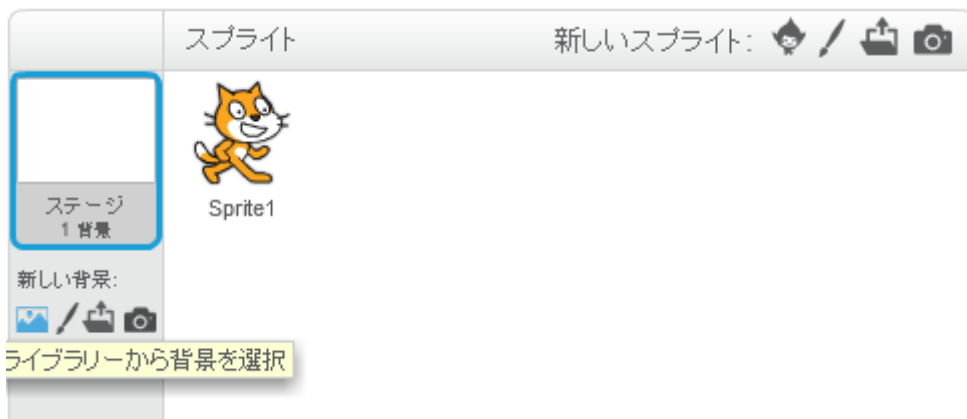 スプライト
新しいスプライト:
ステージ
1 背景
Sprite1
新しい背景:
ライブラリーから背景を選択